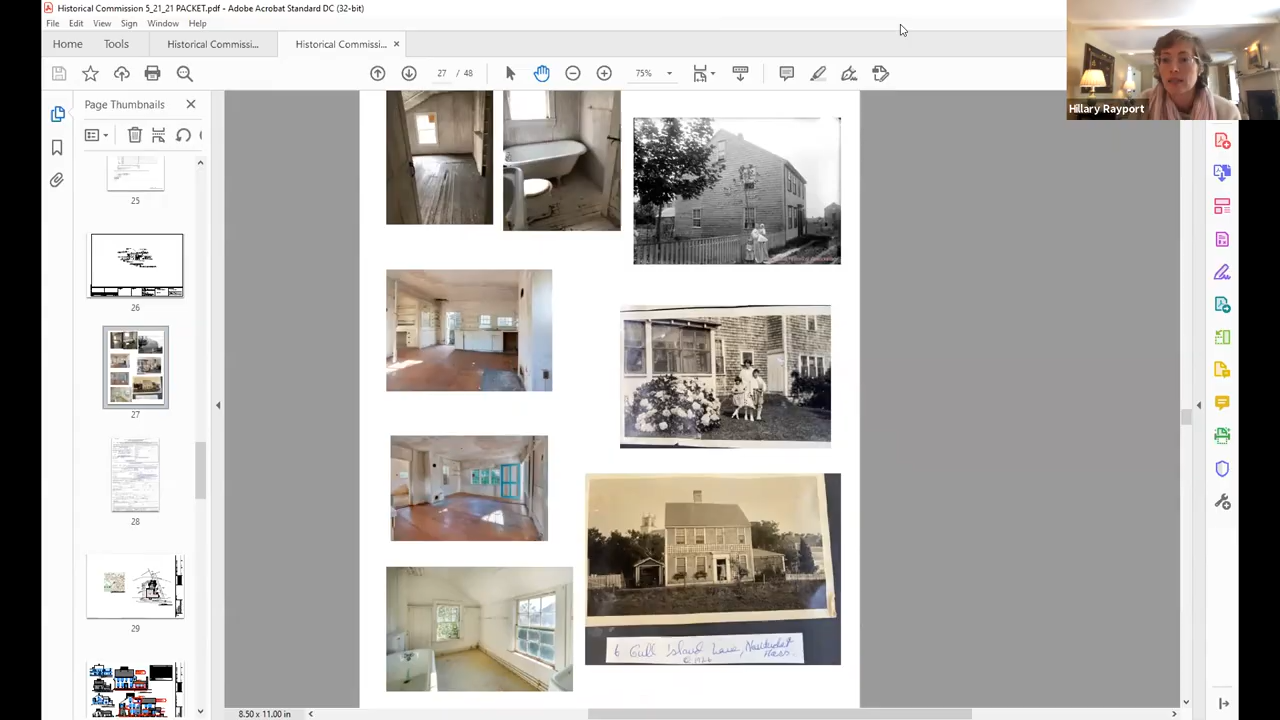 Historical Commission 5_21_21 PACKET.pdf - Adobe Acrobat Standard DC (32-bit)
File Edit View Sign Window Help
Home Tools Historical Commissi... Historical Commissi... ×
27 / 48 75%
Hillary Rayport
Page Thumbnails
25
26
27
28
29
6 Gull Island Lane, Nantucket
Mass.
8.50 x 11.00 in